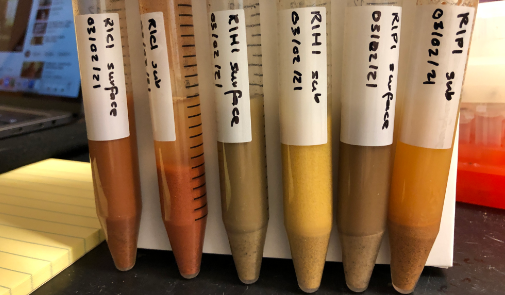 R1C1 surface
03/02/21
R1C1 sub
R1H1 surface
03/02/21
R1H1 sub
03/02/21
R1P1 surface
03/02/21
R1P1 sub
03/02/21